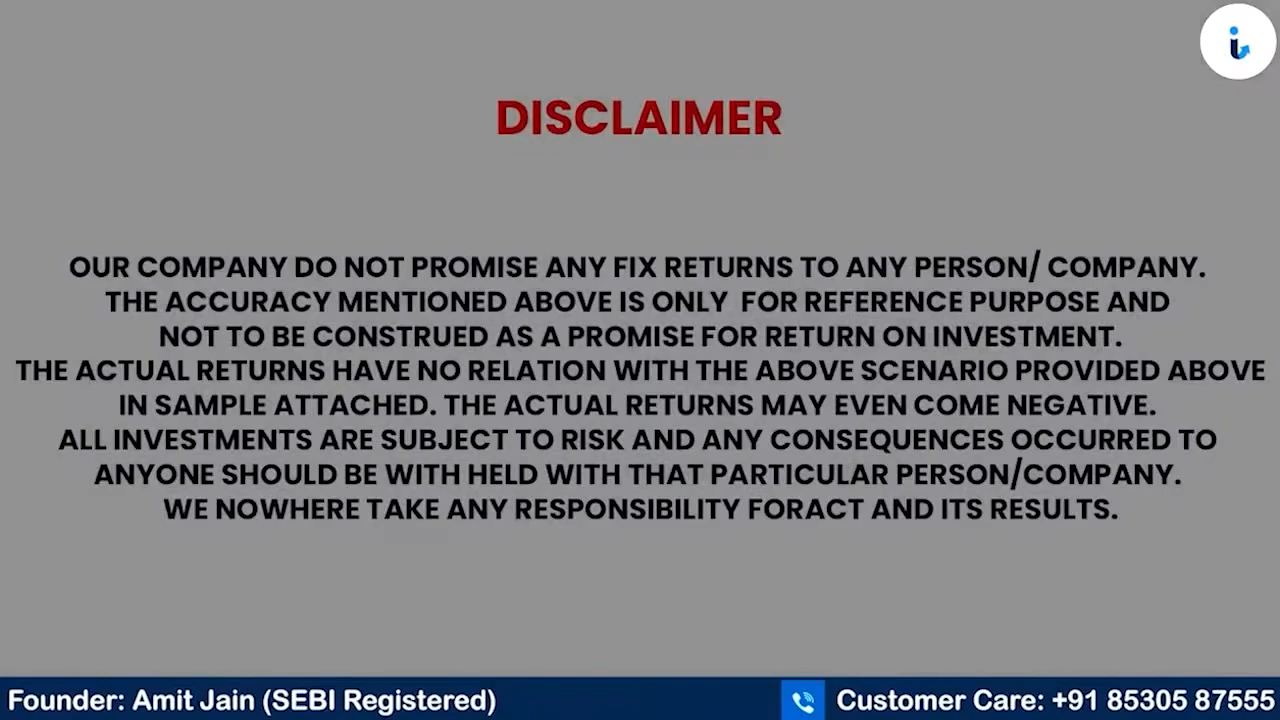 DISCLAIMER
OUR COMPANY DO NOT PROMISE ANY FIX RETURNS TO ANY PERSON/ COMPANY.
THE ACCURACY MENTIONED ABOVE IS ONLY  FOR REFERENCE PURPOSE AND
NOT TO BE CONSTRUED AS A PROMISE FOR RETURN ON INVESTMENT.
THE ACTUAL RETURNS HAVE NO RELATION WITH THE ABOVE SCENARIO PROVIDED ABOVE
IN SAMPLE ATTACHED. THE ACTUAL RETURNS MAY EVEN COME NEGATIVE.
ALL INVESTMENTS ARE SUBJECT TO RISK AND ANY CONSEQUENCES OCCURRED TO
ANYONE SHOULD BE WITH HELD WITH THAT PARTICULAR PERSON/COMPANY.
WE NOWHERE TAKE ANY RESPONSIBILITY FORACT AND ITS RESULTS.
Founder: Amit Jain (SEBI Registered)
Customer Care: +91 85305 87555